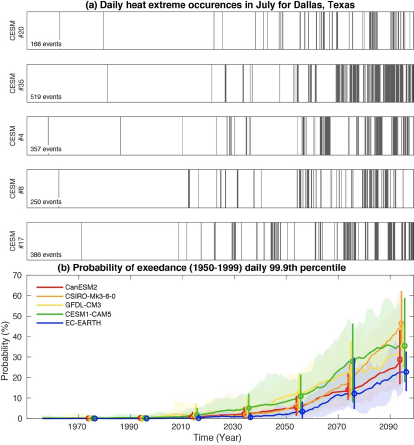 (a) Daily heat extreme occurences in July for Dallas, Texas
CESM #20
168 events
CESM #35
519 events
CESM #4
357 events
CESM #8
250 events
CESM #17
386 events
(b) Probability of exeedance (1950-1999) daily 99.9th percentile
70
60
50
40
30
20
10
0
Probability (%)
CanESM2
CSIRO-Mk3-6-0
GFDL-CM3
CESM1-CAM5
EC-EARTH
1970 1990 2010 2030 2050 2070 2090
Time (Year)